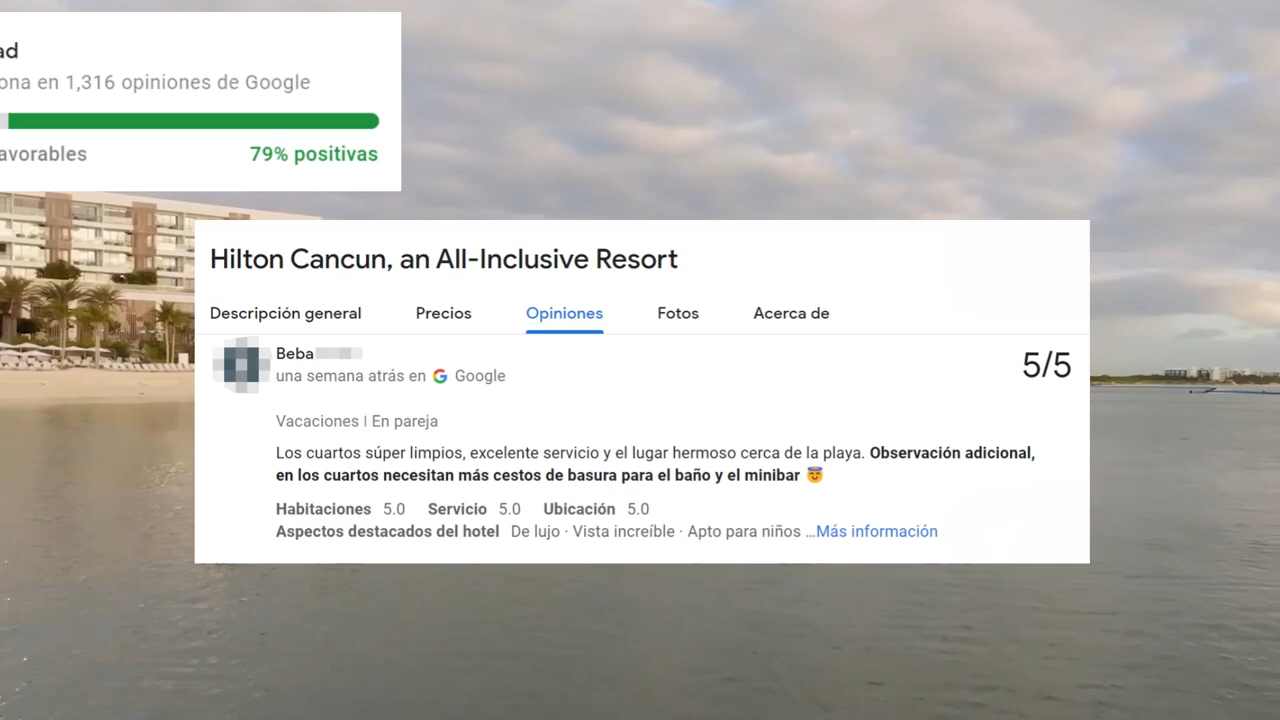 ad
ona en 1,316 opiniones de Google
avorables 79% positivas
Hilton Cancun, an All-Inclusive Resort
Descripción general Precios Opiniones Fotos Acerca de
Beba
5/5
una semana atrás en Google
Vacaciones | En pareja
Los cuartos súper limpios, excelente servicio y el lugar hermoso cerca de la playa. Observación adicional,
en los cuartos necesitan más cestos de basura para el baño y el minibar 😇
Habitaciones 5.0 Servicio 5.0 Ubicación 5.0
Aspectos destacados del hotel De lujo · Vista increíble · Apto para niños ...Más información